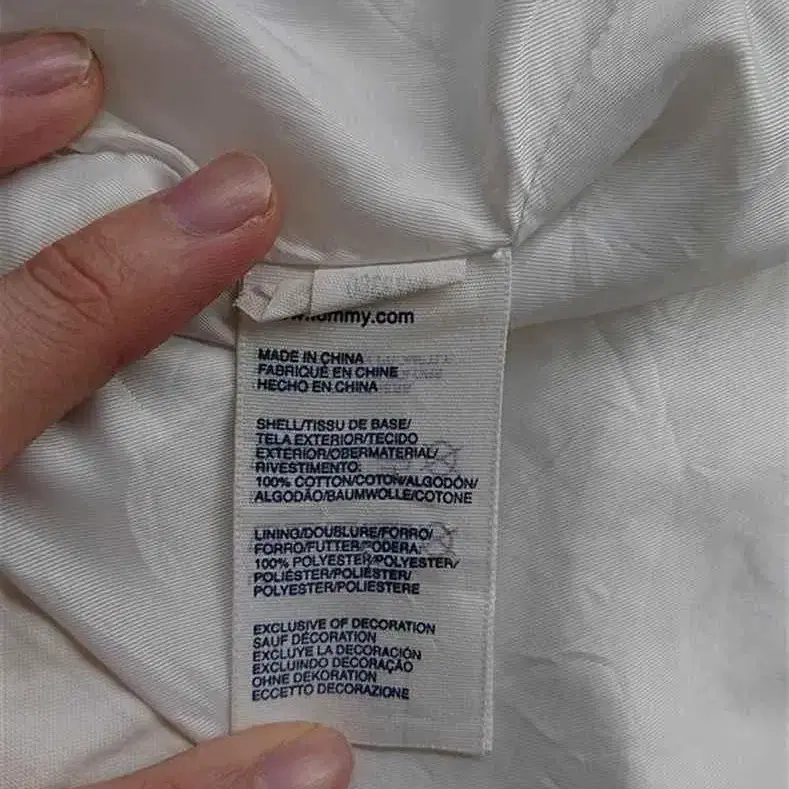 mmy.com
MADE IN CHINA
FABRIQUÉ EN CHINE
HECHO EN CHINA
SHELL/TISSU DE BASE/
TELA EXTERIOR/TECIDO
EXTERIOR/OBERMATERIAL/
RIVESTIMENTO:
100% COTTON/COTON/ALGODÓN/
ALGODÃO/BAUMWOLLE/COTONE
LINING/DOUBLURE/FORRO/
FORRO/FUTTER/FODERA:
100% POLYESTER/POLYESTER/
POLIÉSTER/POLIÉSTER/
POLYESTER/POLIESTERE
EXCLUSIVE OF DECORATION
SAUF DÉCORATION
EXCLUYE LA DECORACIÓN
EXCLUINDO DECORAÇÃO
OHNE DEKORATION
ECCETTO DECORAZIONE